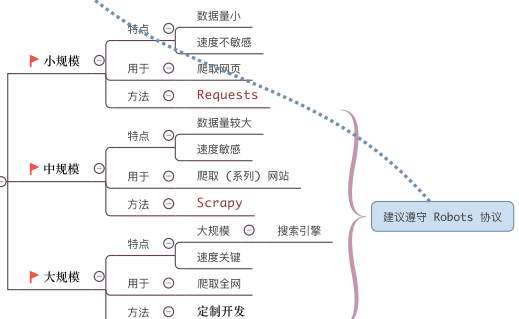 小规模
特点
数据量小
速度不敏感
用于
爬取网页
方法
Requests
中规模
特点
数据量较大
速度敏感
用于
爬取 (系列) 网站
方法
Scrapy
大规模
特点
大规模 搜索引擎
速度关键
用于
爬取全网
方法
定制开发
建议遵守 Robots 协议